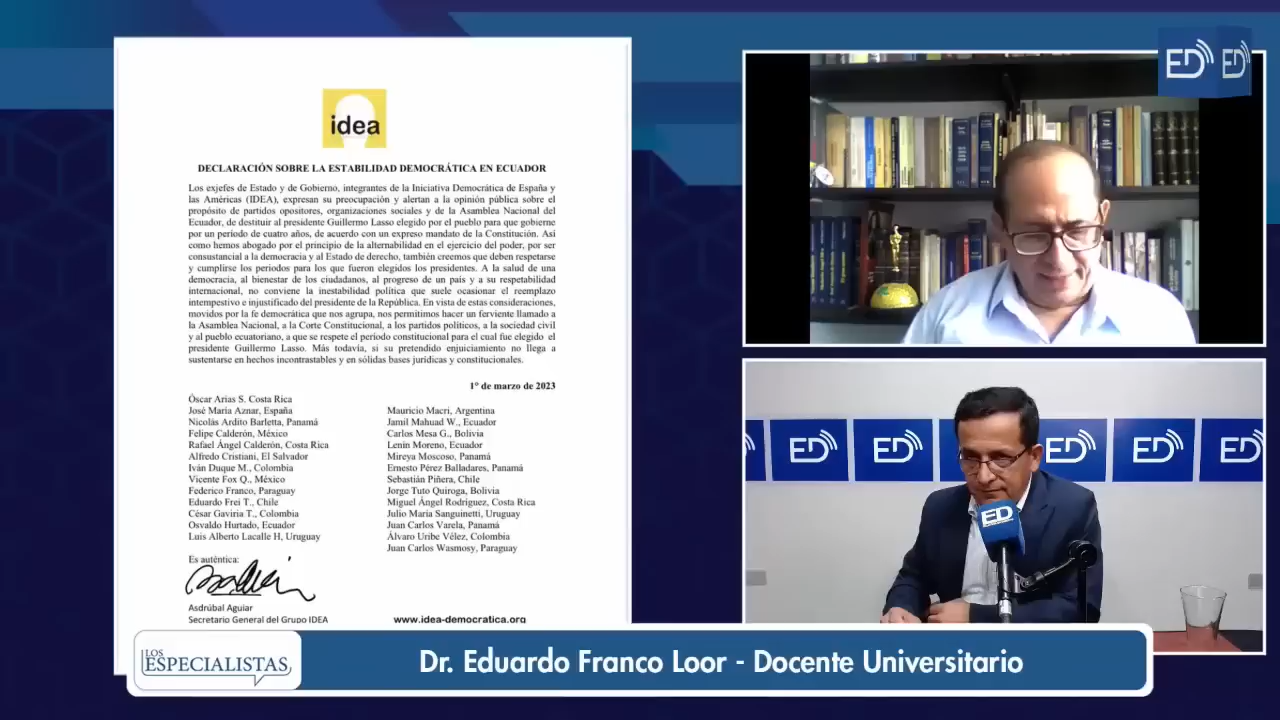 idea
DECLARACIÓN SOBRE LA ESTABILIDAD DEMOCRÁTICA EN ECUADOR
Los exjefes de Estado y de Gobierno, integrantes de la Iniciativa Democrática de España y
las Américas (IDEA), expresan su preocupación y alertan a la opinión pública sobre el
propósito de partidos opositores, organizaciones sociales y de la Asamblea Nacional del
Ecuador, de destituir al presidente Guillermo Lasso elegido por el pueblo para que gobierne
por un período de cuatro años, de acuerdo con un expreso mandato de la Constitución. Así
como hemos abogado por el principio de la alternabilidad en el ejercicio del poder, por ser
consustancial a la democracia y al Estado de derecho, también creemos que deben respetarse
y cumplirse los periodos para los que fueron elegidos los presidentes. A la salud de una
democracia, al bienestar de los ciudadanos, al progreso de un país y a su respetabilidad
internacional, no conviene la inestabilidad política que suele ocasionar el reemplazo
intempestivo e injustificado del presidente de la República. En vista de estas consideraciones,
movidos por la fe democrática que nos agrupa, nos permitimos hacer un ferviente llamado a
la Asamblea Nacional, a la Corte Constitucional, a los partidos políticos, a la sociedad civil
y al pueblo ecuatoriano, a que se respete el período constitucional para el cual fue elegido el
presidente Guillermo Lasso. Más todavía, si su pretendido enjuiciamiento no llega a
sustentarse en hechos incontrastables y en sólidas bases jurídicas y constitucionales.
1° de marzo de 2023
Óscar Arias S. Costa Rica
José María Aznar, España
Nicolás Ardito Barletta, Panamá
Felipe Calderón, México
Rafael Ángel Calderón, Costa Rica
Alfredo Cristiani, El Salvador
Iván Duque M., Colombia
Vicente Fox Q., México
Federico Franco, Paraguay
Eduardo Frei T., Chile
César Gaviria T., Colombia
Osvaldo Hurtado, Ecuador
Luis Alberto Lacalle H, Uruguay
Mauricio Macri, Argentina
Jamil Mahuad W., Ecuador
Carlos Mesa G., Bolivia
Lenin Moreno, Ecuador
Mireya Moscoso, Panamá
Ernesto Pérez Balladares, Panamá
Sebastián Piñera, Chile
Jorge Tuto Quiroga, Bolivia
Miguel Ángel Rodríguez, Costa Rica
Julio María Sanguinetti, Uruguay
Juan Carlos Varela, Panamá
Álvaro Uribe Vélez, Colombia
Juan Carlos Wasmosy, Paraguay
Es auténtica:
Asdrúbal Aguiar
Secretario General del Grupo IDEA
www.idea-democratica.org
ED ED
ED ED ED ED ED
ED
LOS
ESPECIALISTAS
Dr. Eduardo Franco Loor - Docente Universitario